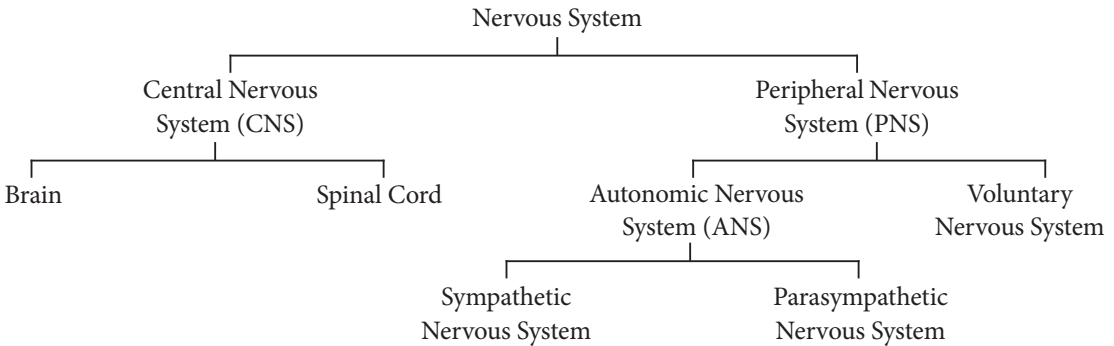 Nervous System
Central Nervous
System (CNS)
Peripheral Nervous
System (PNS)
Brain
Spinal Cord
Autonomic Nervous
System (ANS)
Voluntary
Nervous System
Sympathetic
Nervous System
Parasympathetic
Nervous System